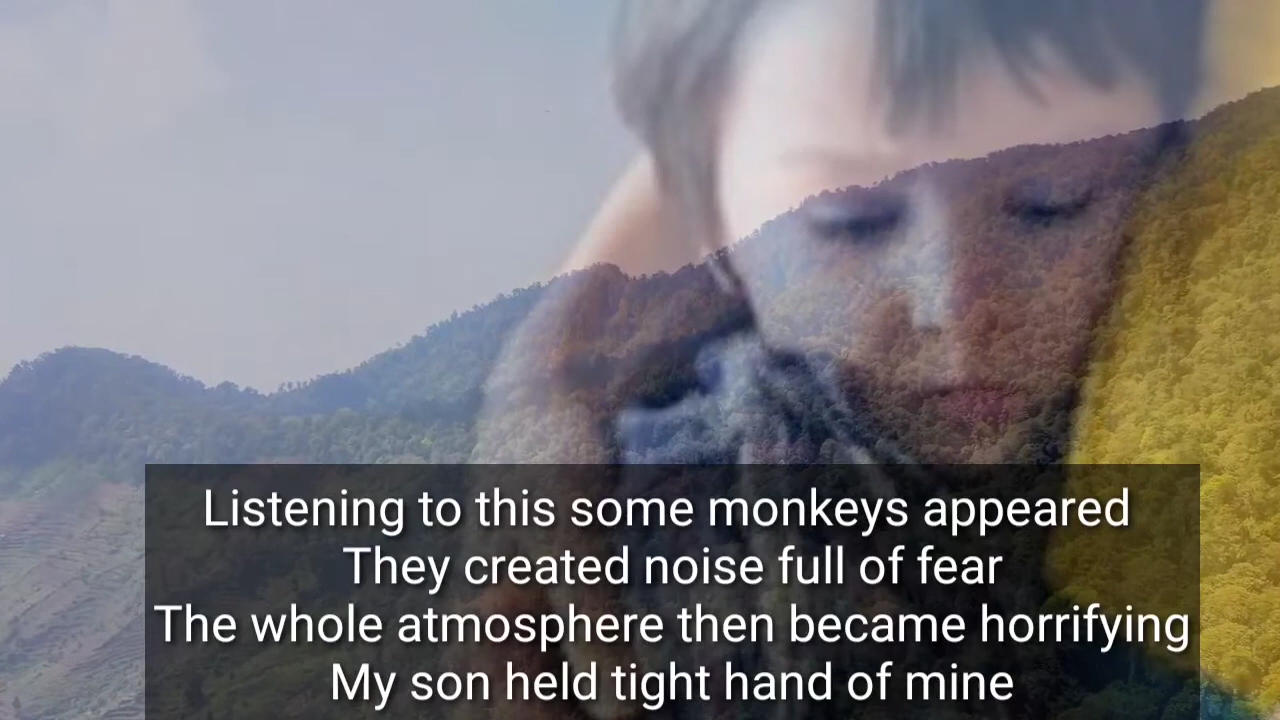 Listening to this some monkeys appeared
They created noise full of fear
The whole atmosphere then became horrifying
My son held tight hand of mine